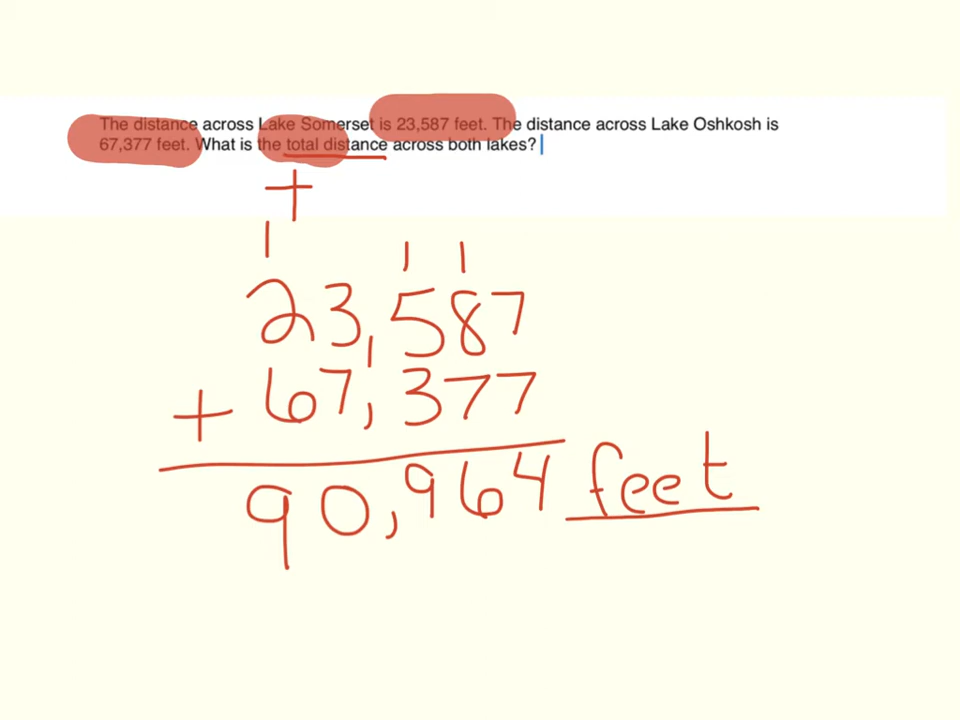 The distance across Lake Somerset is 23,587 feet. The distance across Lake Oshkosh is
67,377 feet. What is the total distance across both lakes?
+
1 1 1
23,587
+ 67,377
90,964 feet